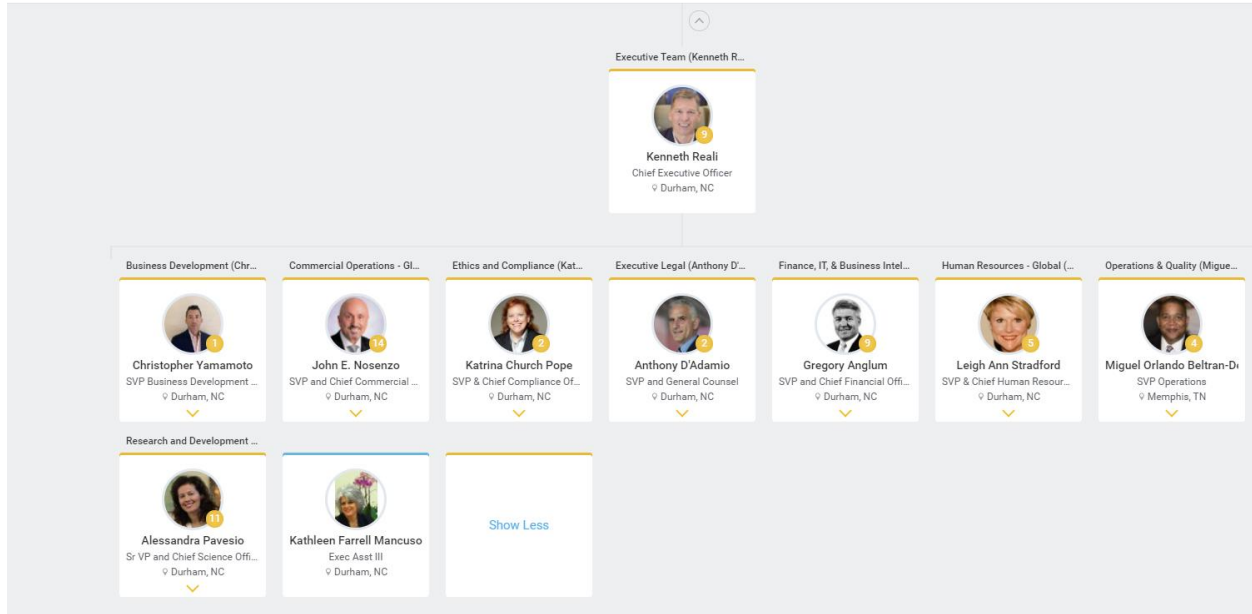 Executive Team (Kenneth R...
9
Kenneth Reali
Chief Executive Officer
Durham, NC
Business Development (Chr...
1
Christopher Yamamoto
SVP Business Development ...
Durham, NC
Commercial Operations - Gl...
14
John E. Nosenzo
SVP and Chief Commercial ...
Durham, NC
Ethics and Compliance (Kat...
2
Katrina Church Pope
SVP & Chief Compliance Of...
Durham, NC
Executive Legal (Anthony D'...
2
Anthony D'Adamio
SVP and General Counsel
Durham, NC
Finance, IT, & Business Intel...
9
Gregory Anglum
SVP and Chief Financial Offi...
Durham, NC
Human Resources - Global (...
5
Leigh Ann Stradford
SVP & Chief Human Resour...
Durham, NC
Operations & Quality (Migue...
4
Miguel Orlando Beltran-De
SVP Operations
Memphis, TN
Research and Development ...
11
Alessandra Pavesio
Sr VP and Chief Science Offi...
Durham, NC
Kathleen Farrell Mancuso
Exec Asst III
Durham, NC
Show Less